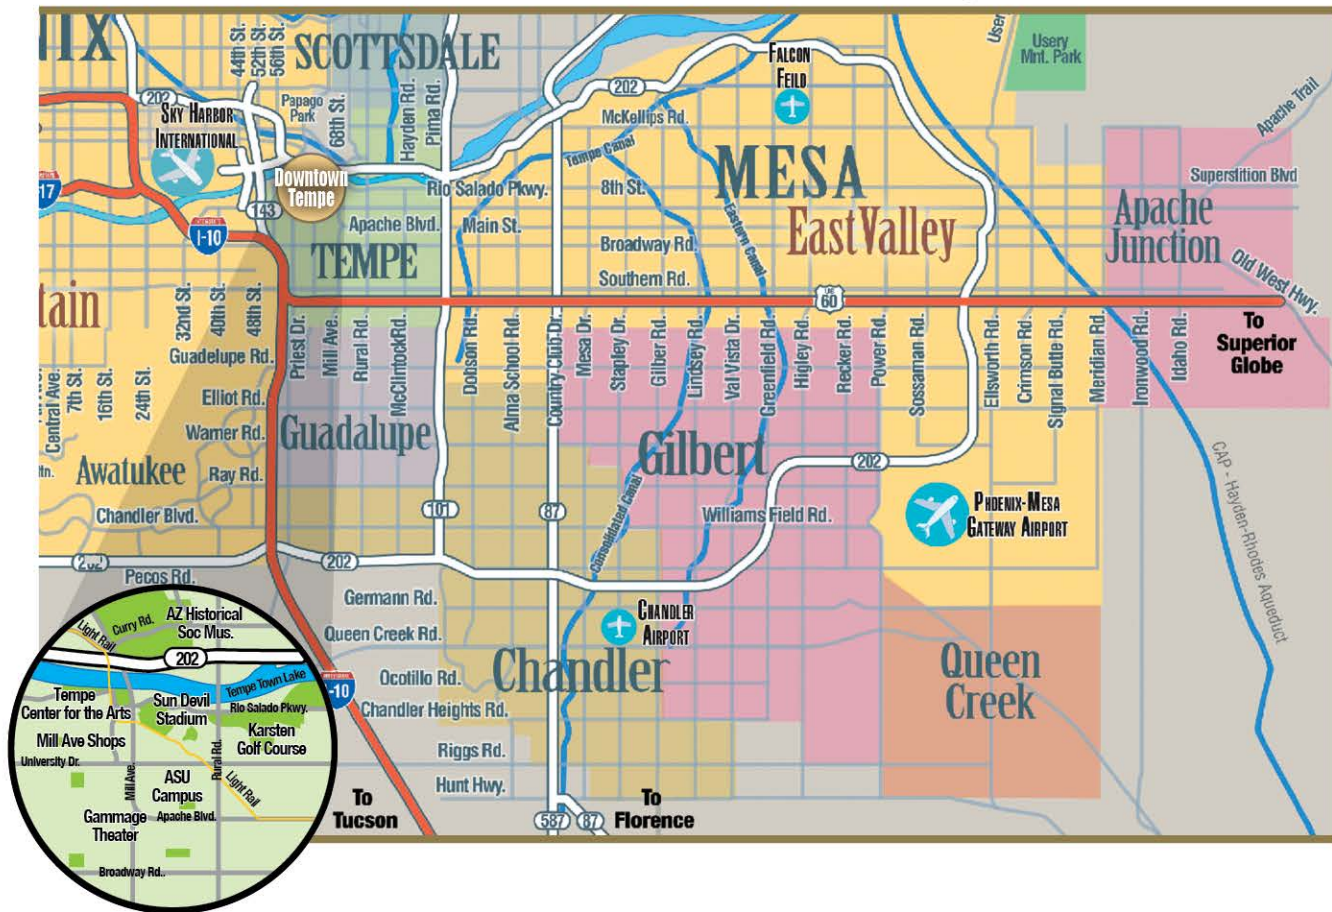 NIX
SCOTTSDALE
44th St.
52th St.
56th St.
Papago
Park
68th St.
Hayden Rd.
Pima Rd.
202
SKY HARBOR
INTERNATIONAL
202
FALCON
FEILD
User
Usery
Mnt. Park
McKellips Rd.
Tempe Canal
MESA
EastValley
Apache Trail
Superstition Blvd
Apache
Junction
Old West Hwy.
17
Downtown
Tempe
Rio Salado Pkwy.
8th St.
Eastern Canal
143
I-10
Apache Blvd.
Main St.
TEMPE
Broadway Rd.
Southern Rd.
60
tain
32nd St.
40th St.
48th St.
Guadelupe Rd.
Priest Dr.
Mill Ave.
Rural Rd.
McClintockRd.
Dobson Rd.
Alma School Rd.
Country Club Dr.
Mesa Dr.
Stapley Dr.
Gilber Rd.
Lindsey Rd.
Val Vista Dr.
Greenfield Rd.
Higley Rd.
Recker Rd.
Power Rd.
Sossaman Rd.
Ellsworth Rd.
Crimson Rd.
Signal Butte Rd.
Meridian Rd.
Ironwood Rd.
Idaho Rd.
To
Superior
Globe
Central Ave.
7th St.
16th St.
24th St.
Elliot Rd.
Warner Rd.
Guadalupe
Gilbert
Awatukee
Ray Rd.
202
Chandler Blvd.
101
87
Consolidated Canal
Williams Field Rd.
PHOENIX-MESA
GATEWAY AIRPORT
CAP - Hayden-Rhodes Aqueduct
202
202
Pecos Rd.
Germann Rd.
CHANDLER
AIRPORT
Queen Creek Rd.
Chandler
Queen
Creek
Ocotillo Rd.
-10
Chandler Heights Rd.
Riggs Rd.
Hunt Hwy.
To
Tucson
587
87
To
Florence
Light Rail
Curry Rd.
AZ Historical
Soc Mus.
202
Tempe Town Lake
Tempe
Center for the Arts
Sun Devil
Stadium
Rio Salado Pkwy.
Mill Ave Shops
Karsten
Golf Course
University Dr.
Mill Ave.
Rural Rd.
ASU
Campus
Light Rail
Gammage
Theater
Apache Blvd.
Broadway Rd..